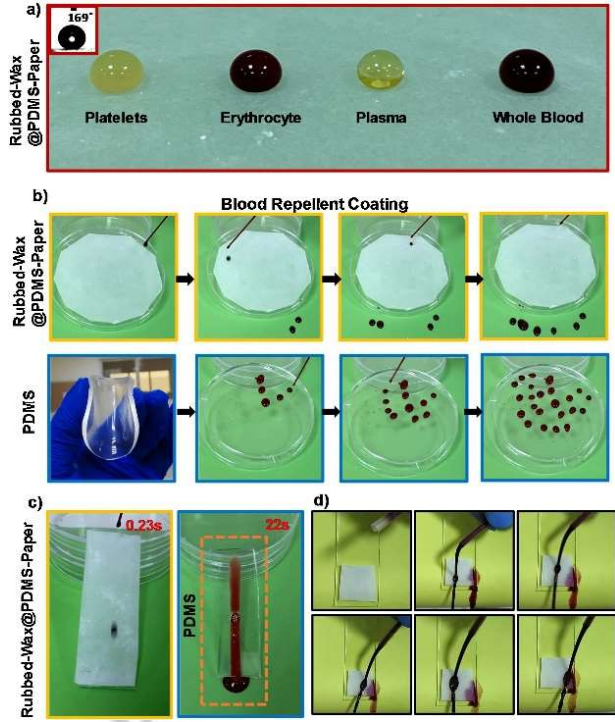 a)
169°
Rubbed-Wax
@PDMS-Paper
Platelets
Erythrocyte
Plasma
Whole Blood
b)
Blood Repellent Coating
Rubbed-Wax
@PDMS-Paper
PDMS
c)
Rubbed-Wax@PDMS-Paper
0.23s
PDMS
22s
d)